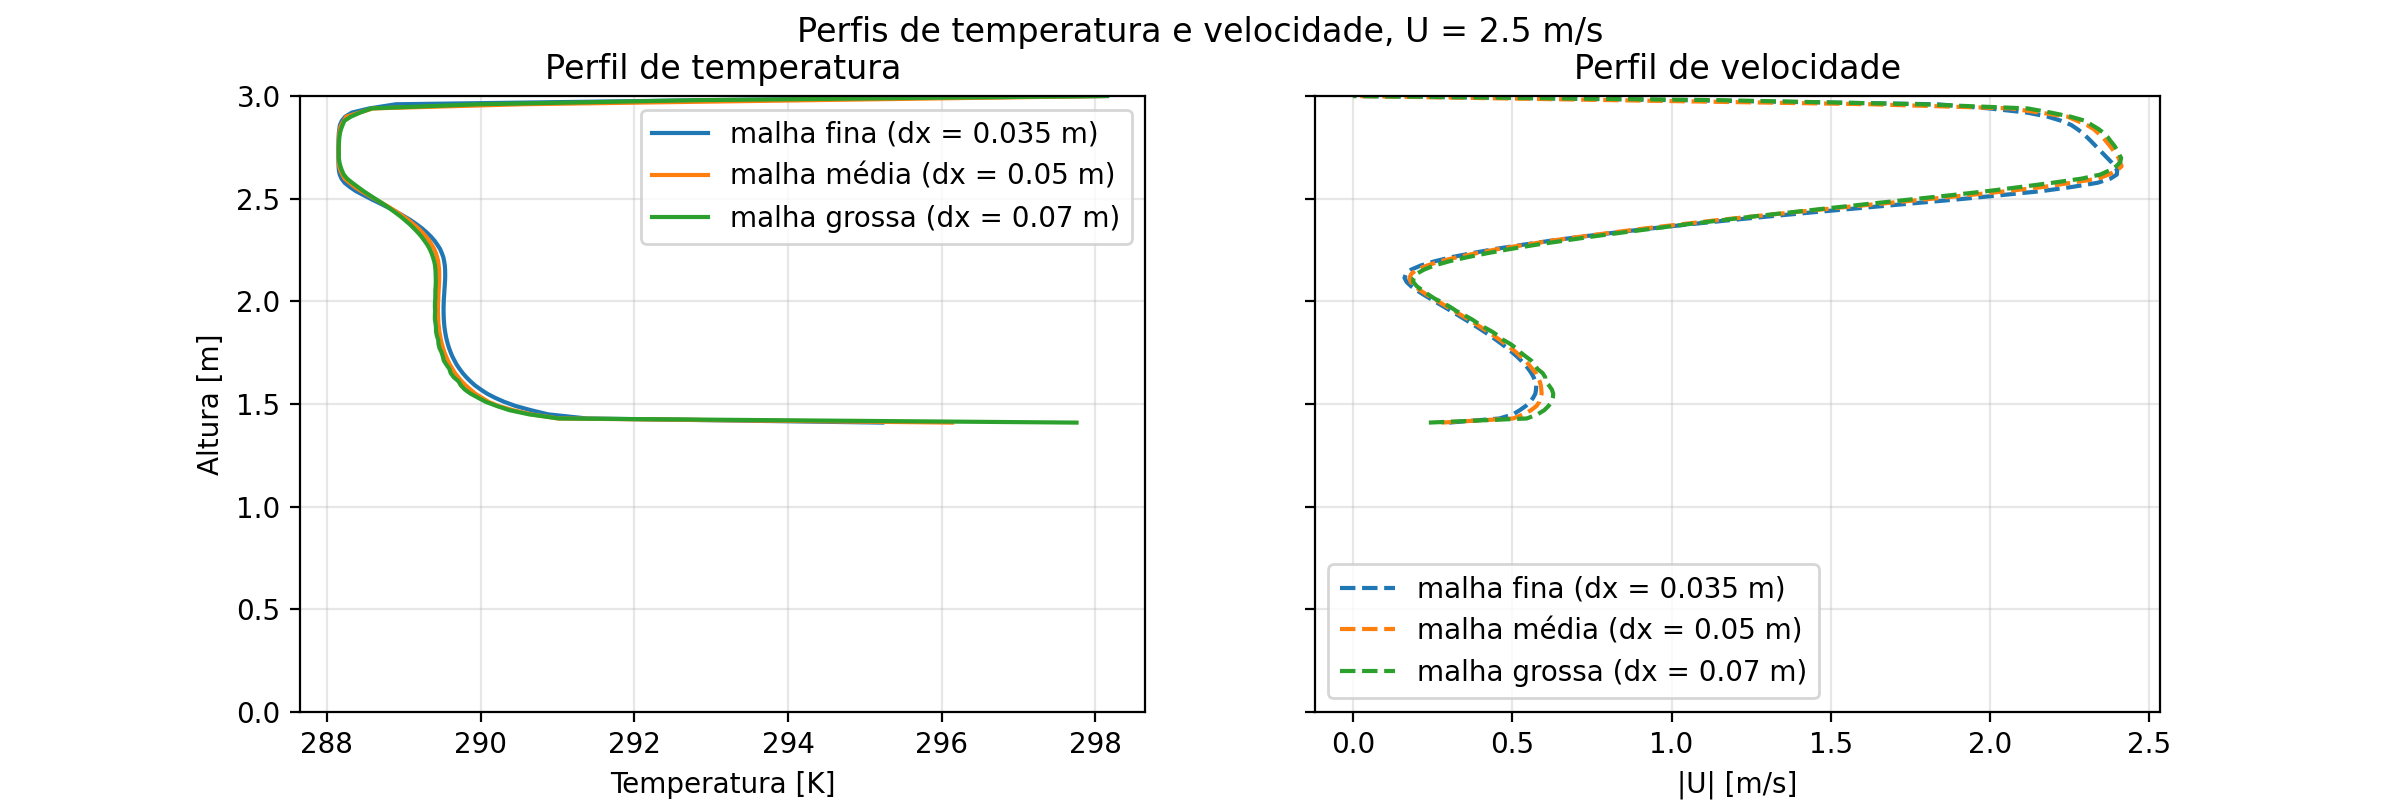 Perfis de temperatura e velocidade, U = 2.5 m/s
Perfil de temperatura
Altura [m]
3.0
2.5
2.0
1.5
1.0
0.5
0.0
malha fina (dx = 0.035 m)
malha média (dx = 0.05 m)
malha grossa (dx = 0.07 m)
288 290 292 294 296 298
Temperatura [K]
Perfil de velocidade
malha fina (dx = 0.035 m)
malha média (dx = 0.05 m)
malha grossa (dx = 0.07 m)
0.0 0.5 1.0 1.5 2.0 2.5
|U| [m/s]